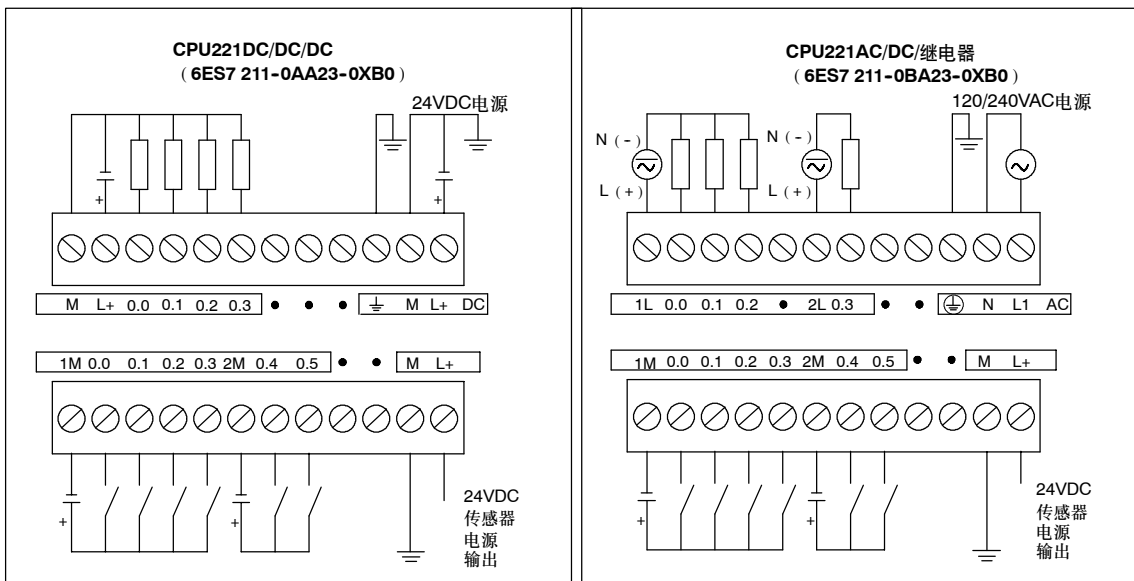 CPU221DC/DC/DC
（6ES7 211-0AA23-0XB0）
24VDC电源
+
+
M L+ 0.0 0.1 0.2 0.3 • • • ⏚ M L+ DC
1M 0.0 0.1 0.2 0.3 2M 0.4 0.5 • • M L+
+
+
24VDC
传感器
电源
输出
CPU221AC/DC/继电器
（6ES7 211-0BA23-0XB0）
120/240VAC电源
N（-）
N（-）
L（+）
L（+）
1L 0.0 0.1 0.2 • 2L 0.3 • • ⏚ N L1 AC
1M 0.0 0.1 0.2 0.3 2M 0.4 0.5 • • M L+
+
+
24VDC
传感器
电源
输出